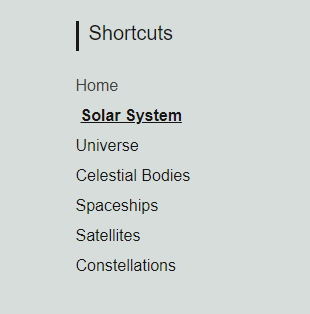 Shortcuts
Home
Solar System
Universe
Celestial Bodies
Spaceships
Satellites
Constellations